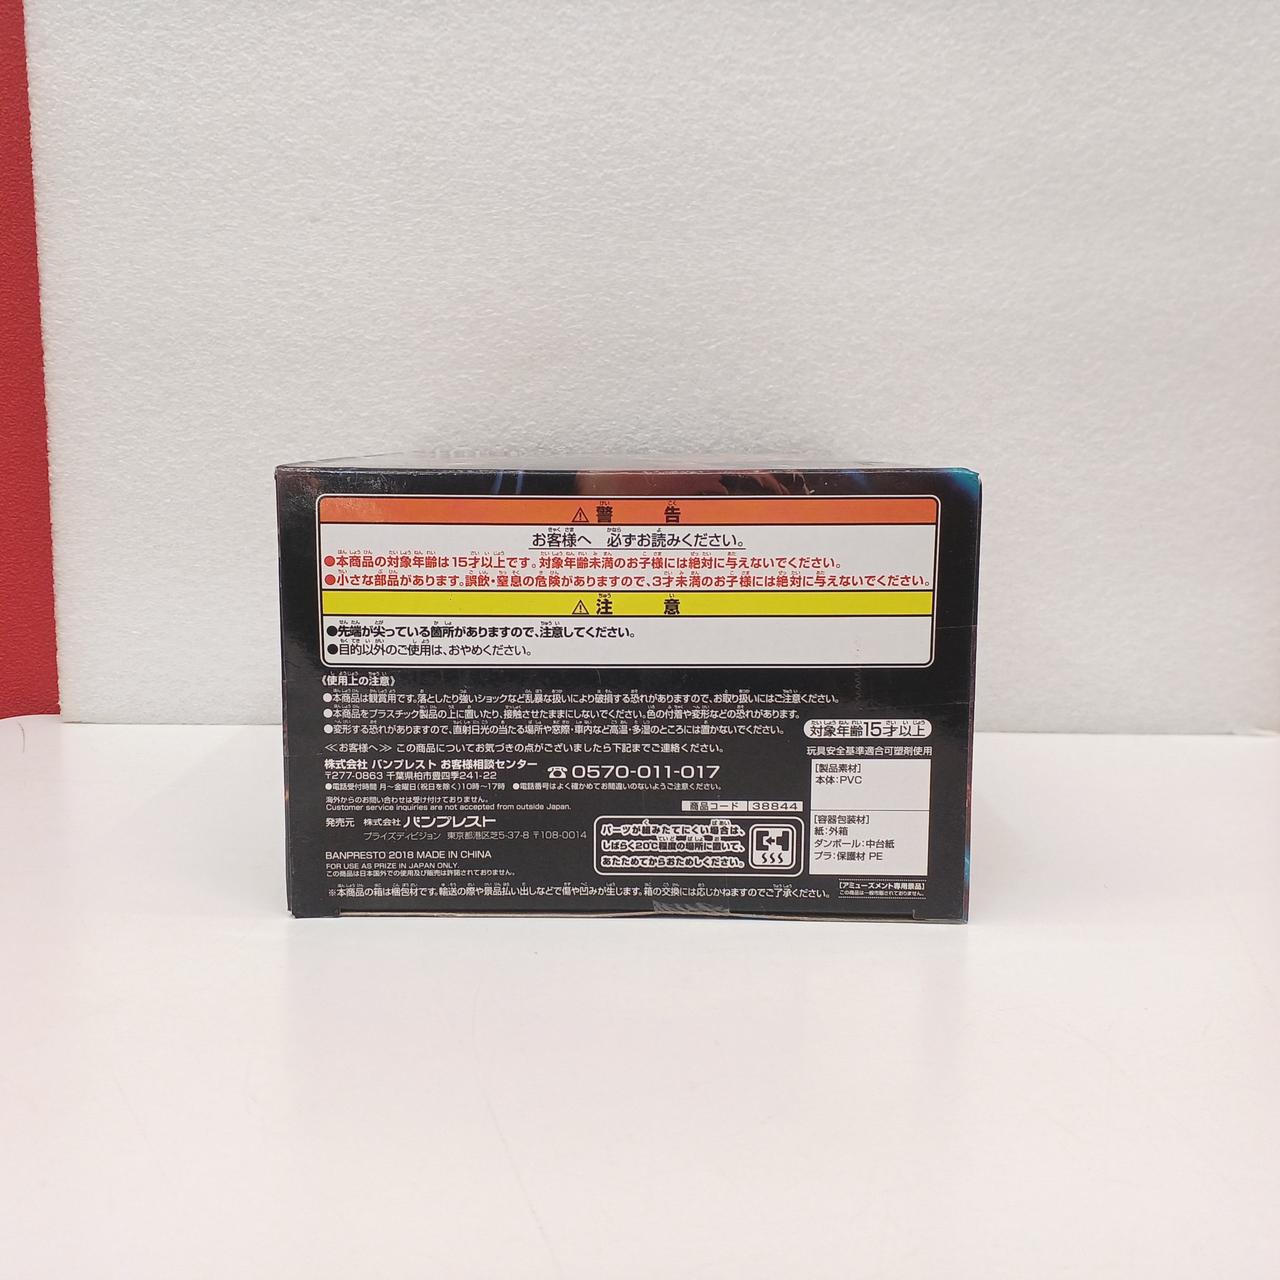 ⚠警告
お客様へ 必ずお読みください。
●本商品の対象年齢は15才以上です。対象年齢未満のお子様には絶対に与えないでください。
●小さな部品があります。誤飲・窒息の危険がありますので、3才未満のお子様には絶対に与えないでください。
⚠注意
●先端が尖っている箇所がありますので、注意してください。
●目的以外のご使用は、おやめください。
《使用上の注意》
●本商品は観賞用です。落としたり強いショックなど乱暴な扱いにより破損する恐れがありますので、お取り扱いにはご注意ください。
●本商品をプラスチック製品の上に置いたり、接触させたままにしないでください。色の付着や変形などの恐れがあります。
●変形する恐れがありますので、直射日光の当たる場所や窓際・車内など高温・多湿のところには置かないでください。
≪お客様へ≫ この商品についてお気づきの点がございましたら下記までご連絡ください。
株式会社 バンプレスト お客様相談センター
〒277-0863 千葉県柏市豊四季241-22
☎0570-011-017
●電話受付時間 月〜金曜日(祝日を除く)10時〜17時 ●電話番号はよく確かめてお間違いのないようご注意ください。
海外からのお問い合わせは受け付けておりません。
Customer service inquiries are not accepted from outside Japan.
発売元 株式会社 バンプレスト
プライズディビジョン 東京都港区芝5-37-8 〒108-0014
BANPRESTO 2018 MADE IN CHINA
FOR USE AS PRIZE IN JAPAN ONLY.
この商品は日本国外での使用及び販売は許諾されておりません。
商品コード 38844
パーツが組みたてにくい場合は、
しばらく20℃程度の場所に置いて、
あたためてからおためしください。
対象年齢15才以上
玩具安全基準適合可塑剤使用
[製品素材]
本体:PVC
[容器包装材]
紙:外箱
ダンボール:中台紙
プラ:保護材 PE
※本商品の箱は梱包材です。輸送の際や景品払い出しなどで傷や凹みが生じます。箱の交換には応じかねますのでご了承ください。
[アミューズメント専用景品]
この商品は一般市販されておりません。